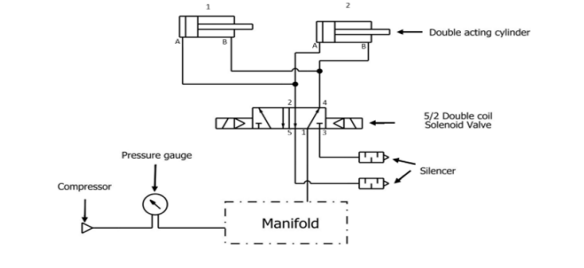 1
2
A
B
A
B
Double acting cylinder
2
4
5
1
3
5/2 Double coil
Solenoid Valve
Pressure gauge
Silencer
Compressor
Manifold